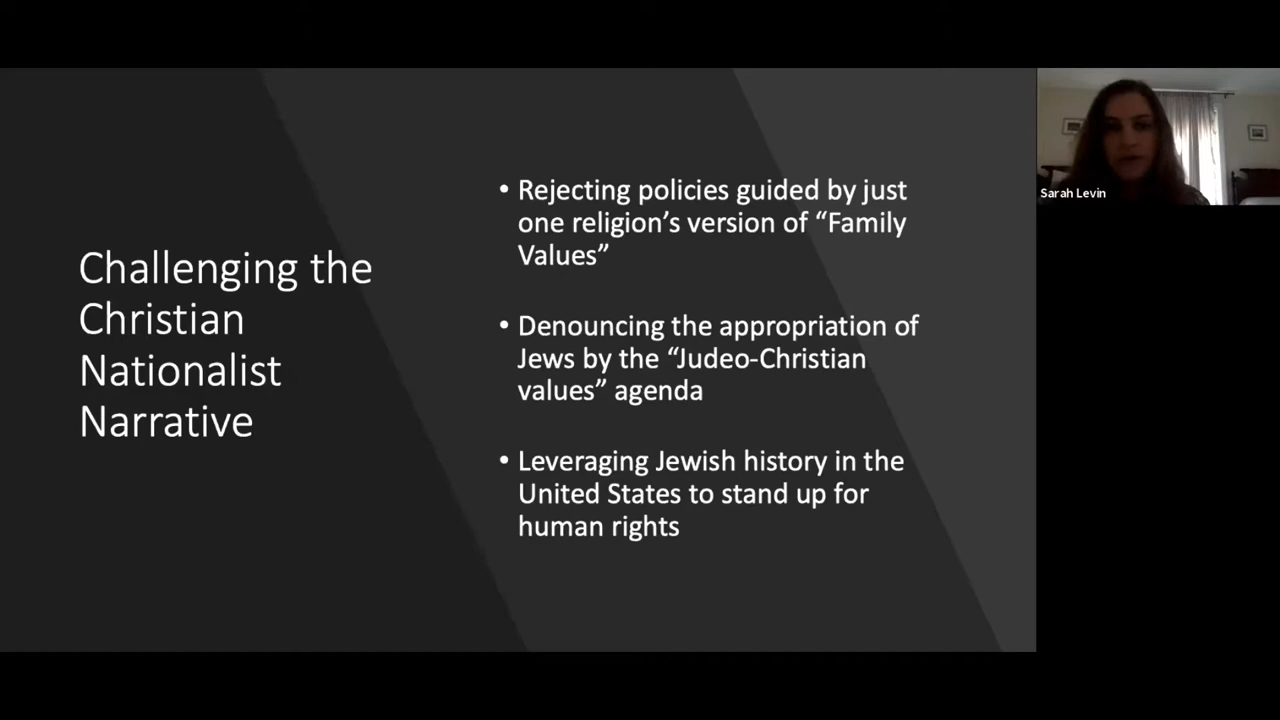 Challenging the
Christian
Nationalist
Narrative
• Rejecting policies guided by just
one religion’s version of “Family
Values”
• Denouncing the appropriation of
Jews by the “Judeo-Christian
values” agenda
• Leveraging Jewish history in the
United States to stand up for
human rights
Sarah Levin